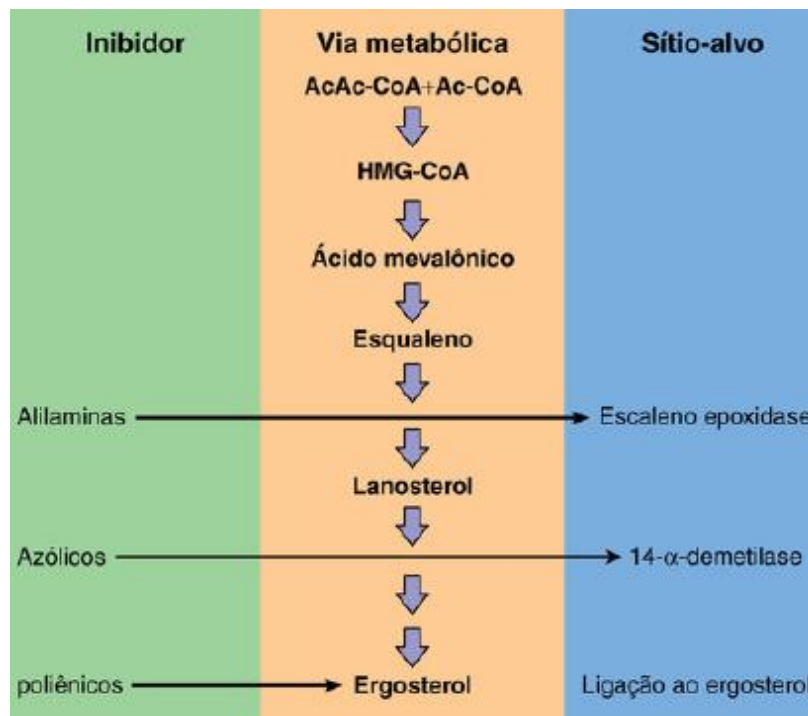 Inibidor Via metabólica Sítio-alvo
AcAc-CoA+Ac-CoA
HMG-CoA
Ácido mevalônico
Esqualeno
Alilaminas Escaleno epoxidase
Lanosterol
Azólicos 14-α-demetilase
poliênicos Ergosterol Ligação ao ergosterol